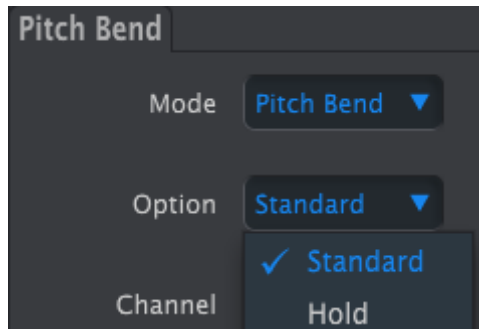 Pitch Bend
Mode Pitch Bend
Option Standard
Standard
Channel
Hold